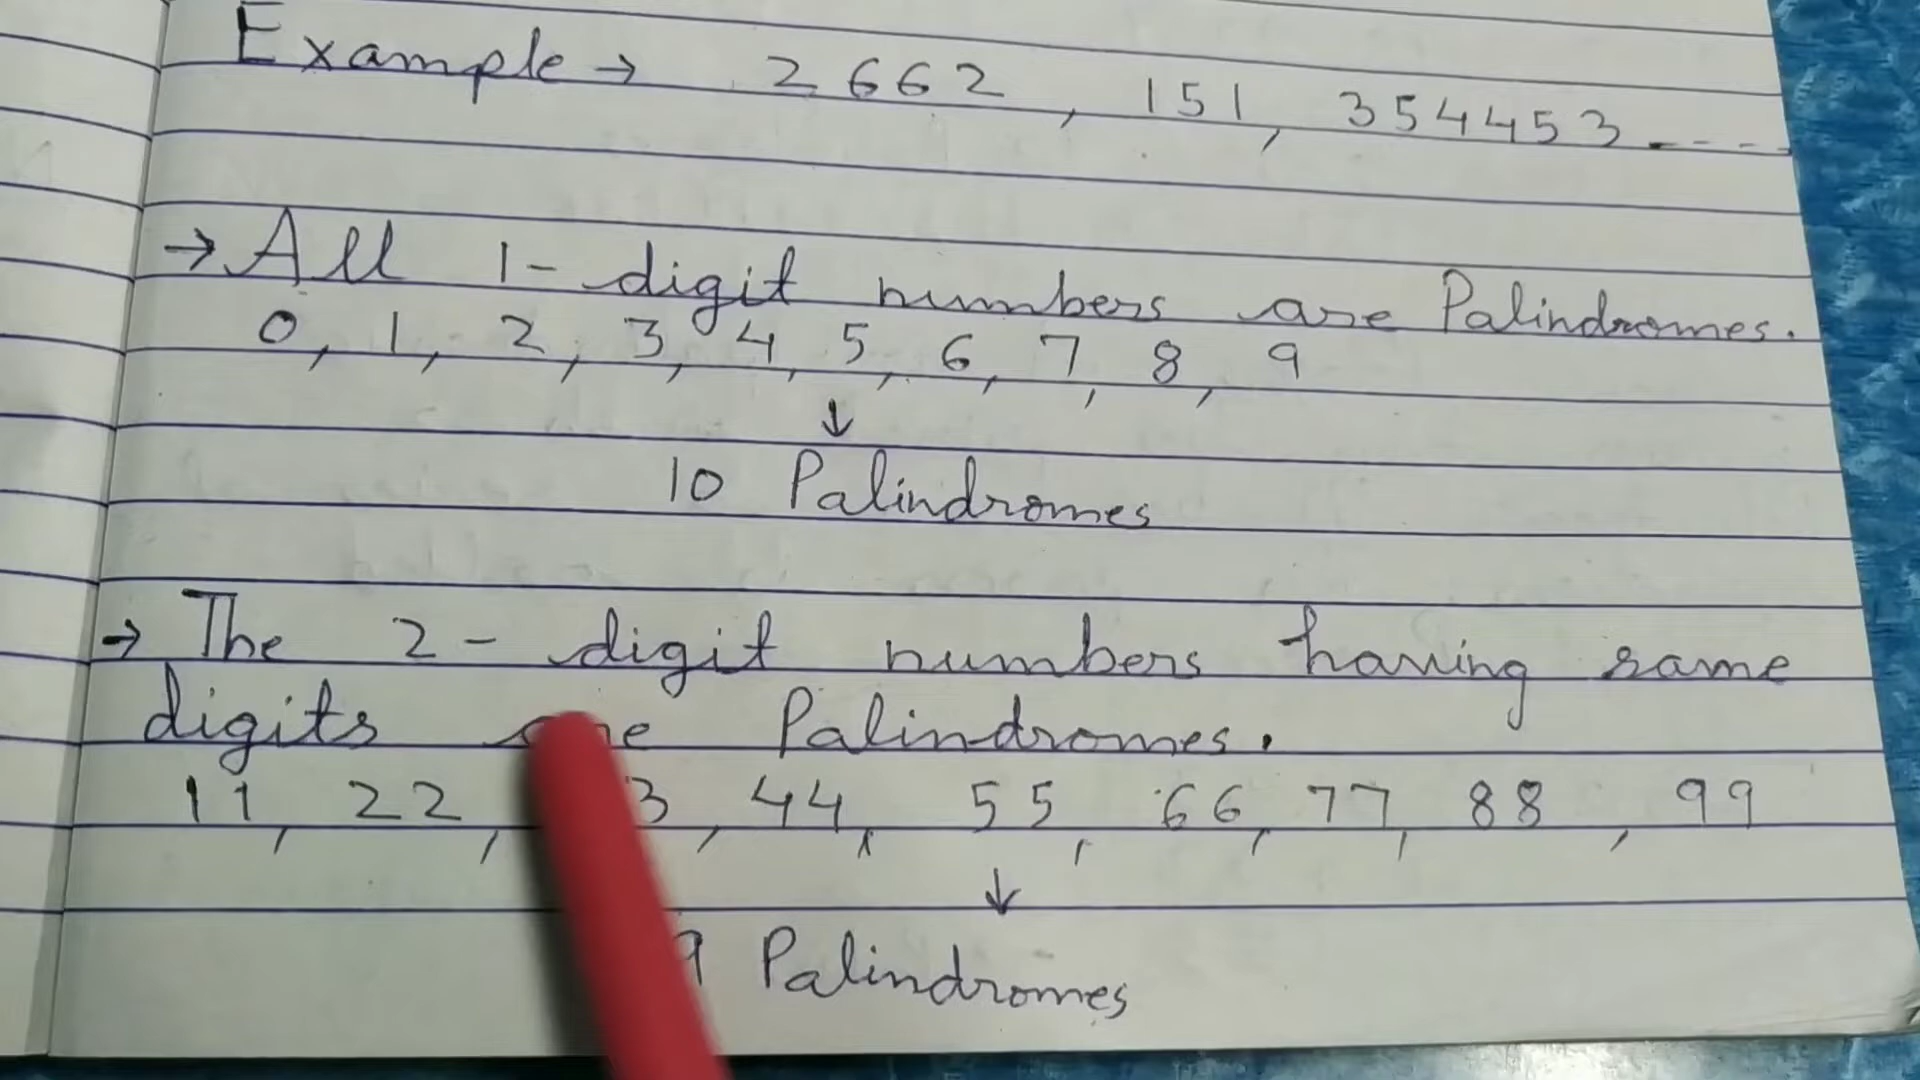 Example → 2662, 151, 354453----
→ All 1-digit numbers are Palindromes.
0, 1, 2, 3, 4, 5, 6, 7, 8, 9
↓
10 Palindromes
→ The 2-digit numbers having same
digits are Palindromes.
11, 22, 3, 44, 55, 66, 77, 88, 99
↓
9 Palindromes